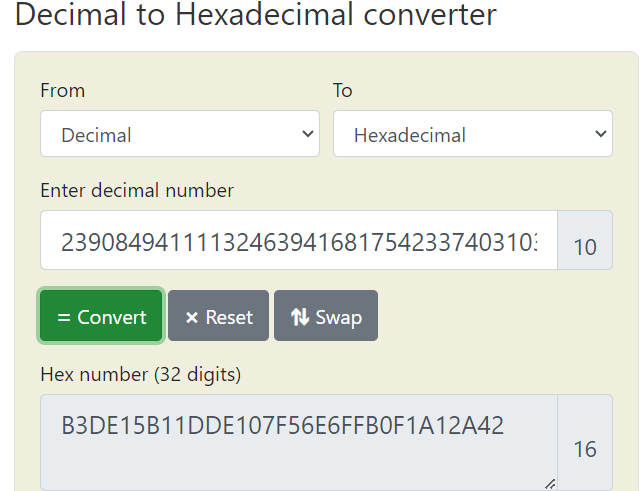 Decimal to Hexadecimal converter
From To
Decimal Hexadecimal
Enter decimal number
239084941111324639416817542337403103 10
= Convert × Reset Swap
Hex number (32 digits)
B3DE15B11DDE107F56E6FFB0F1A12A42
16